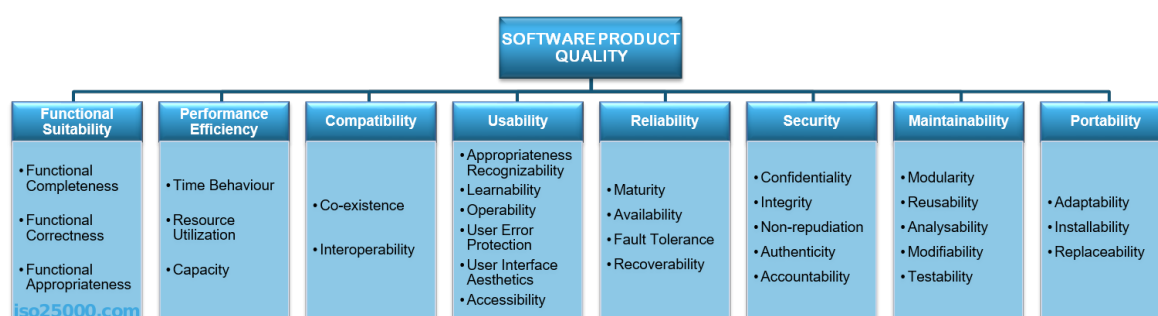 SOFTWARE PRODUCT
QUALITY
Functional
Suitability
• Functional
Completeness
• Functional
Correctness
• Functional
Appropriateness
Performance
Efficiency
• Time Behaviour
• Resource
Utilization
• Capacity
Compatibility
• Co-existence
• Interoperability
Usability
• Appropriateness
Recognizability
• Learnability
• Operability
• User Error
Protection
• User Interface
Aesthetics
• Accessibility
Reliability
• Maturity
• Availability
• Fault Tolerance
• Recoverability
Security
• Confidentiality
• Integrity
• Non-repudiation
• Authenticity
• Accountability
Maintainability
• Modularity
• Reusability
• Analysability
• Modifiability
• Testability
Portability
• Adaptability
• Installability
• Replaceability
iso25000.com